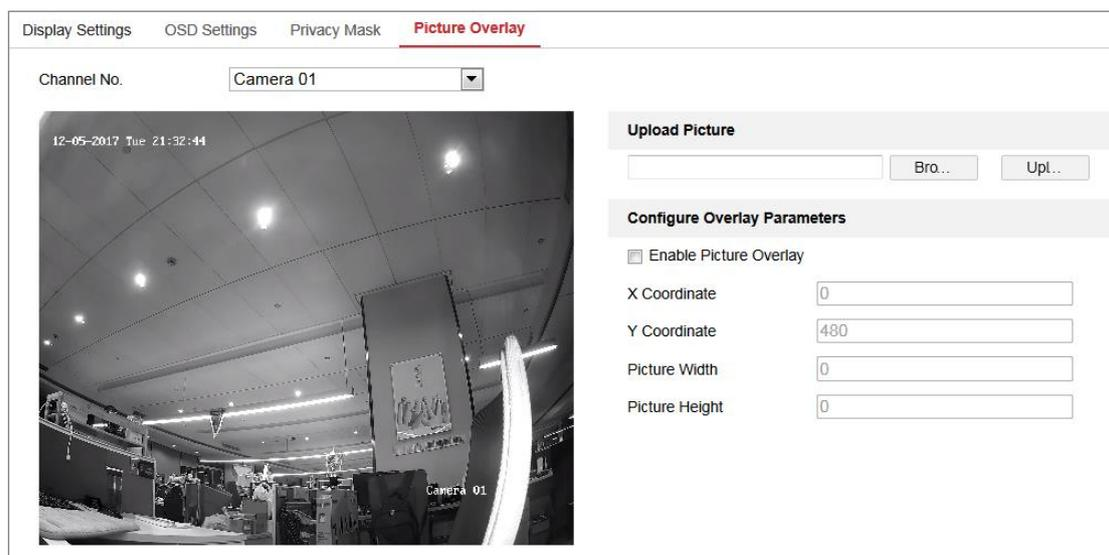 Display Settings OSD Settings Privacy Mask Picture Overlay
Channel No. Camera 01
12-05-2017 Tue 21:32:44
Camera 01
Upload Picture
Bro... Upl...
Configure Overlay Parameters
Enable Picture Overlay
X Coordinate 0
Y Coordinate 480
Picture Width 0
Picture Height 0